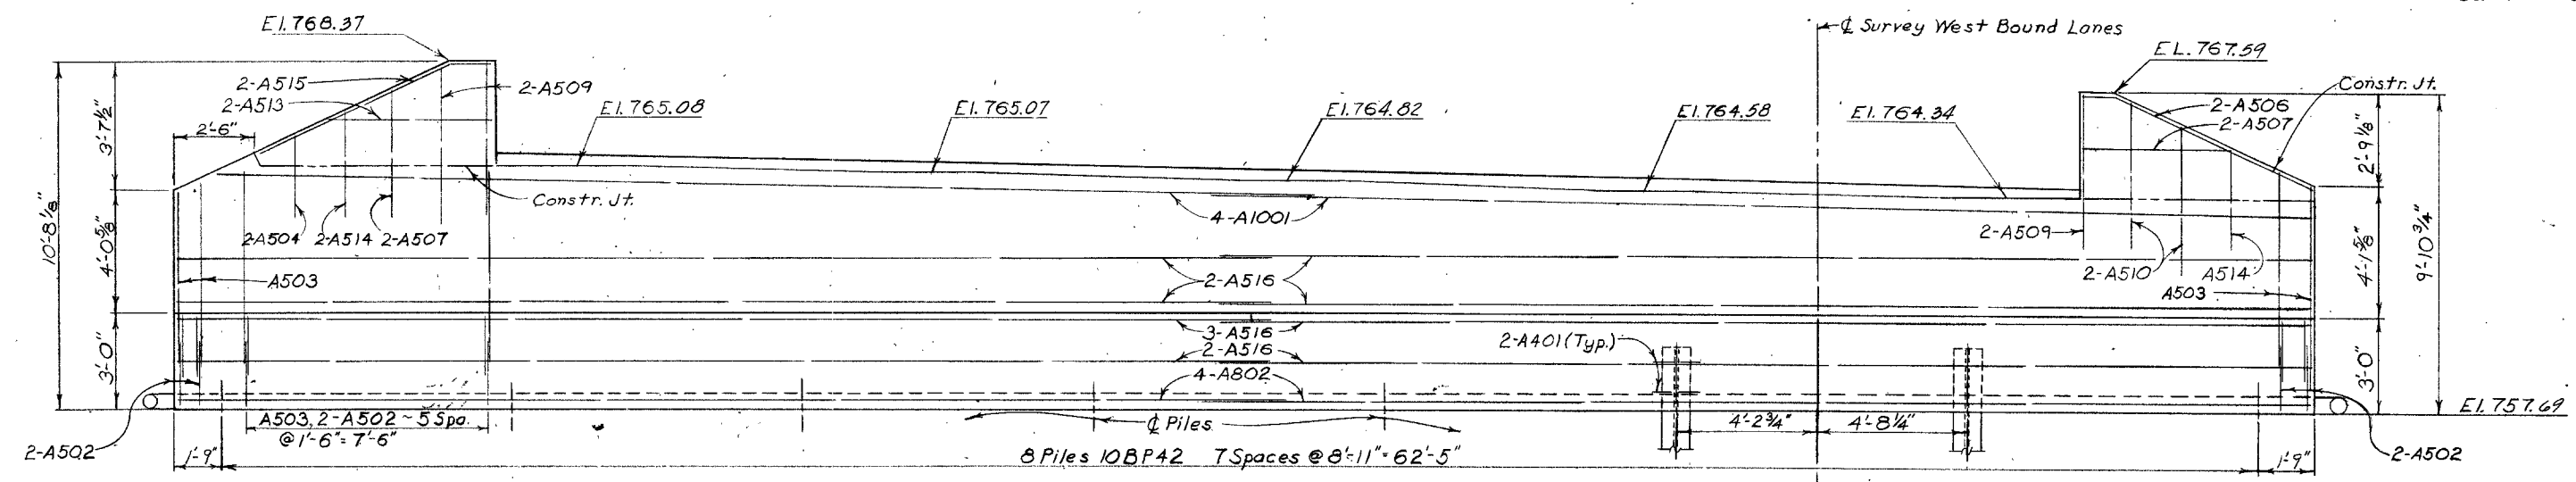 El. 768.37
℄ Survey West Bound Lanes
EL. 767.59
2-A515
2-A513
2-A509
El. 765.08
El. 765.07
El. 764.82
El. 764.58
El. 764.34
Constr. Jt.
2-A506
2-A507
2'-6"
3'-7½"
2'-9⅛"
10'-8⅛"
4'-0⅝"
Constr. Jt.
4-A1001
2-A504 2-A514 2-A507
2-A509
2-A510
A514
4'-1⅝"
9'-10¾"
A503
2-A516
A503
3'-0"
3-A516
2-A516
4-A802
2-A401 (Typ.)
3'-0"
A503, 2-A502 ~ 5 Spa.
@ 1'-6" = 7'-6"
℄ Piles
4'-2¾"
4'-8¼"
El. 757.69
2-A502
1'-9"
8 Piles 10BP42 7 Spaces @ 8'-11" = 62'-5"
1'-9"
2-A502